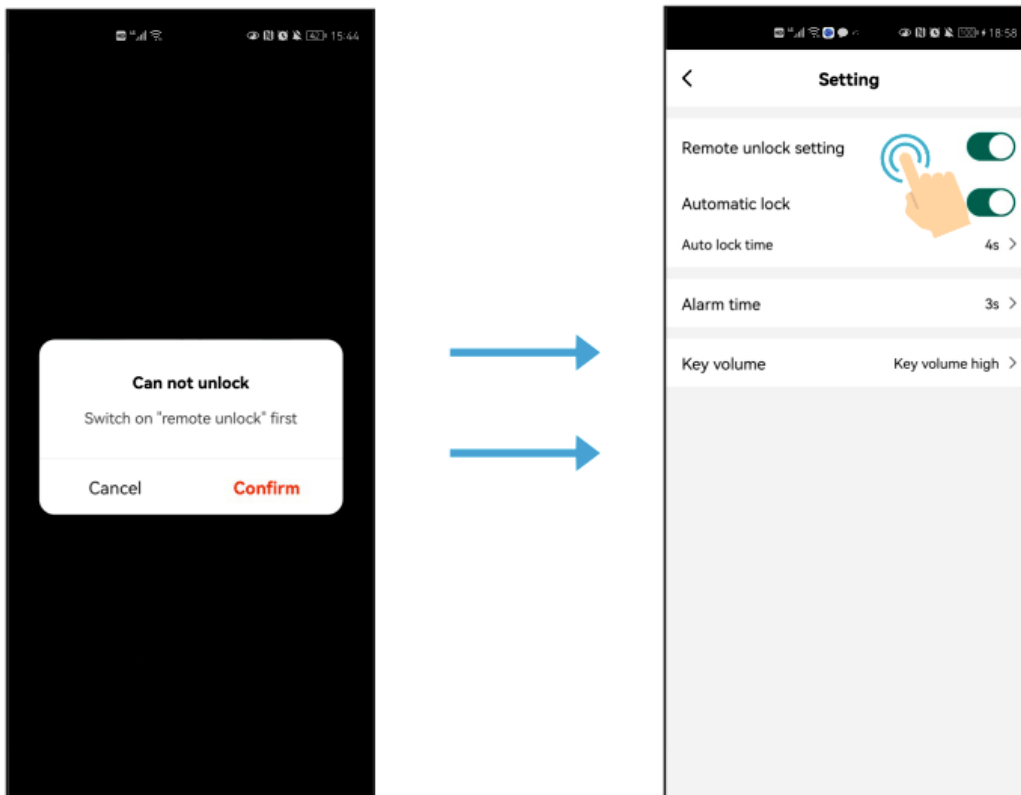 15:44
Can not unlock
Switch on "remote unlock" first
Cancel
Confirm
18:58
Setting
Remote unlock setting
Automatic lock
Auto lock time
4s
Alarm time
3s
Key volume
Key volume high